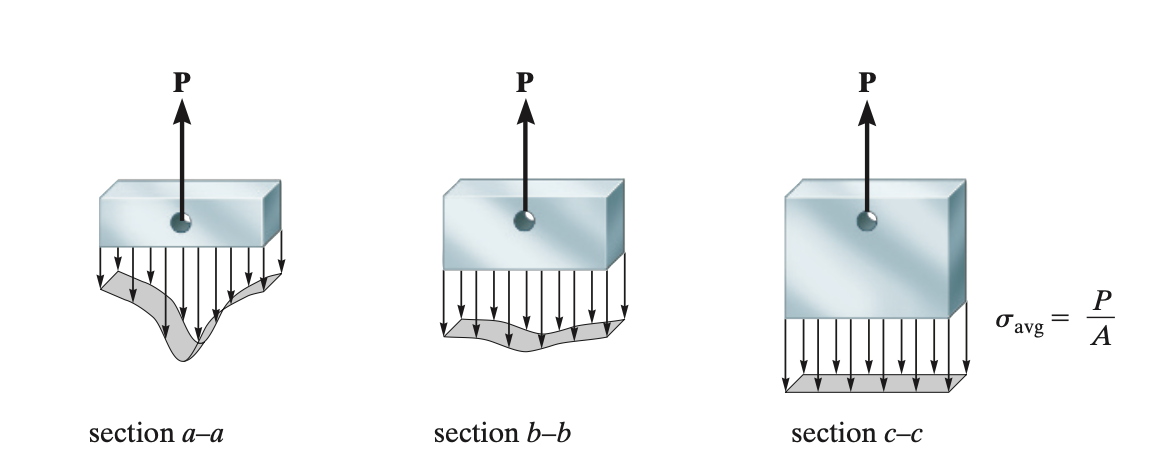 P
P
P
σavg = P/A
section a–a
section b–b
section c–c